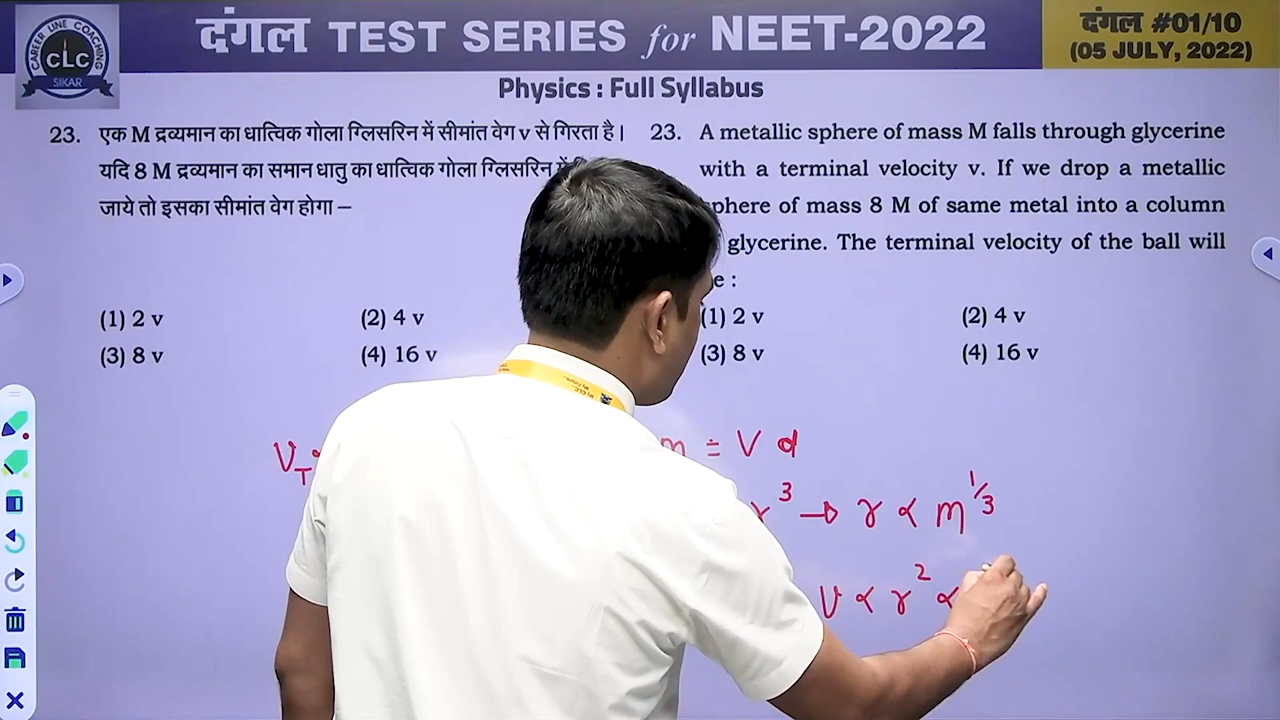 CAREER LINE COACHING
CLC
SIKAR
दंगल TEST SERIES for NEET-2022
दंगल #01/10
(05 JULY, 2022)
Physics : Full Syllabus
23. एक M द्रव्यमान का धात्विक गोला ग्लिसरिन में सीमांत वेग v से गिरता है।
यदि 8 M द्रव्यमान का समान धातु का धात्विक गोला ग्लिसरिन
जाये तो इसका सीमांत वेग होगा –
(1) 2 v (2) 4 v
(3) 8 v (4) 16 v
23. A metallic sphere of mass M falls through glycerine
with a terminal velocity v. If we drop a metallic
sphere of mass 8 M of same metal into a column
glycerine. The terminal velocity of the ball will
e :
(1) 2 v (2) 4 v
(3) 8 v (4) 16 v
V_T
m = V d
r³ → r ∝ m^1/3
v ∝ r² ∝